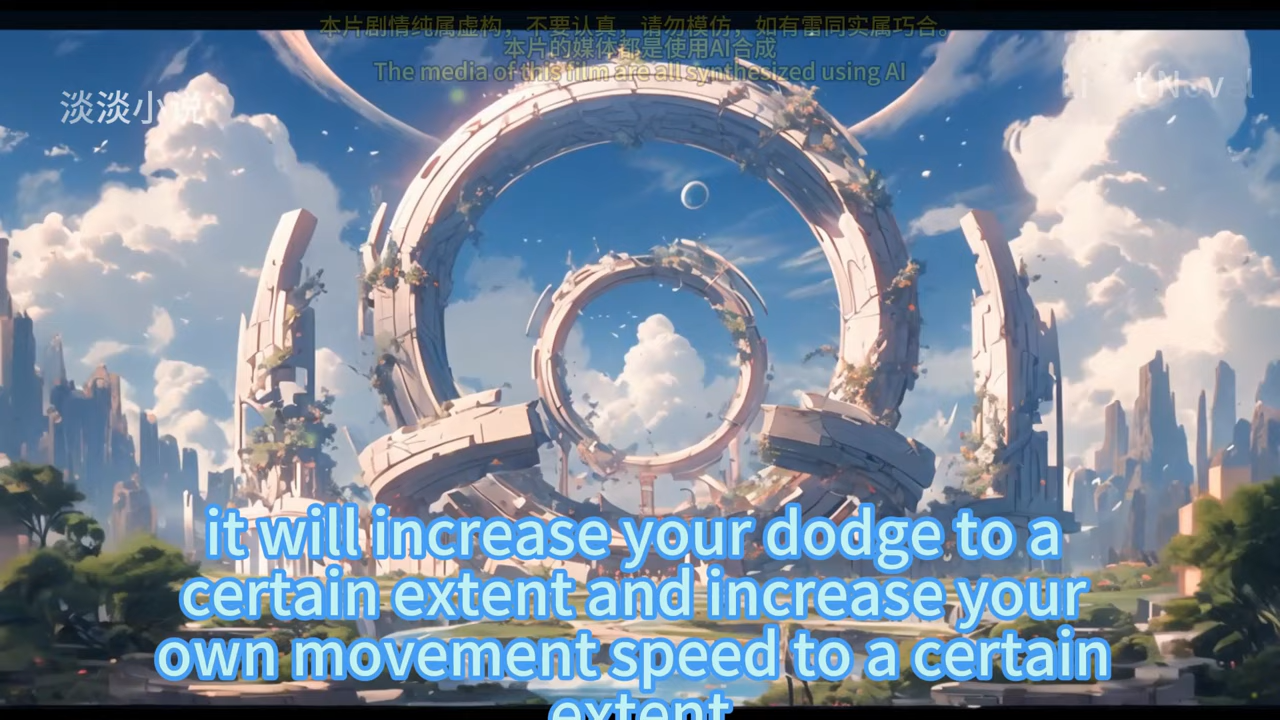 本片剧情纯属虚构，不要认真，请勿模仿，如有雷同实属巧合。
本片的媒体都是使用AI合成
The media of this film are all synthesized using AI
淡淡小说
it will increase your dodge to a
certain extent and increase your
own movement speed to a certain
extent